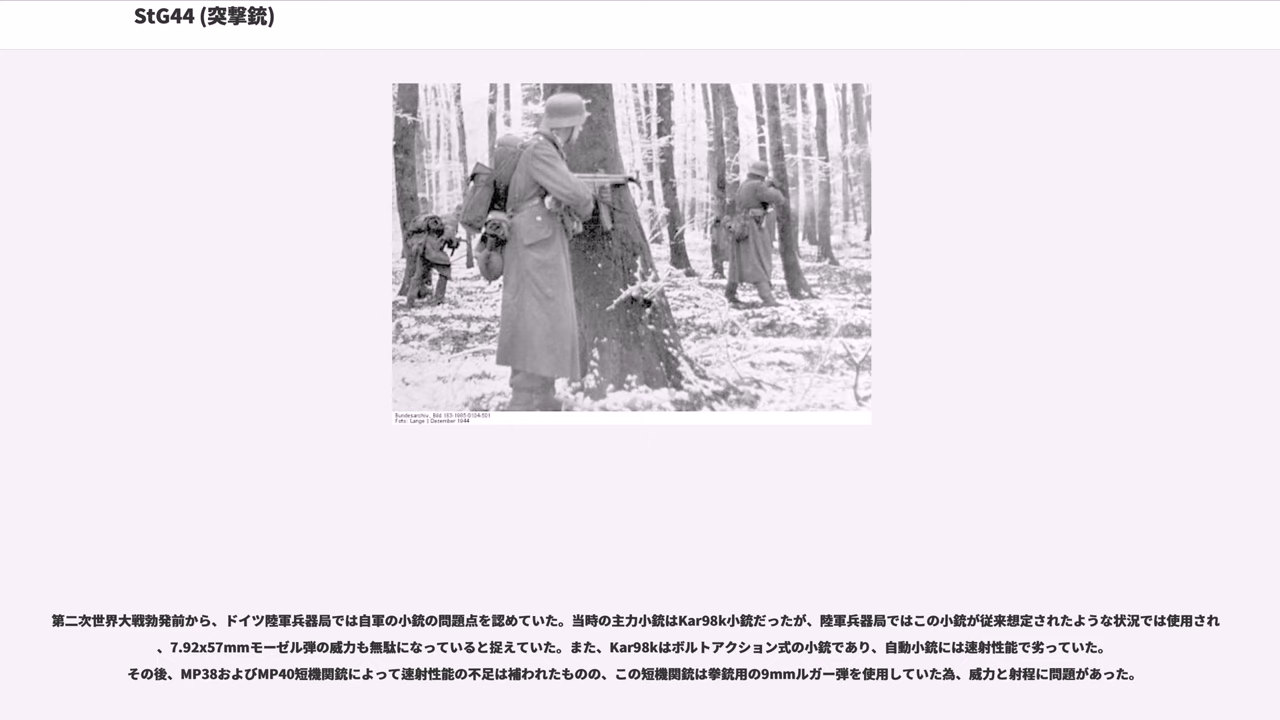 StG44 (突撃銃)
Bundesarchiv, Bild 183-1985-0104-501
Foto: Lange | Dezember 1944
第二次世界大戦勃発前から、ドイツ陸軍兵器局では自軍の小銃の問題点を認めていた。当時の主力小銃はKar98k小銃だったが、陸軍兵器局ではこの小銃が従来想定されたような状況では使用され
、7.92x57mmモーゼル弾の威力も無駄になっていると捉えていた。また、Kar98kはボルトアクション式の小銃であり、自動小銃には速射性能で劣っていた。
その後、MP38およびMP40短機関銃によって速射性能の不足は補われたものの、この短機関銃は拳銃用の9mmルガー弾を使用していた為、威力と射程に問題があった。